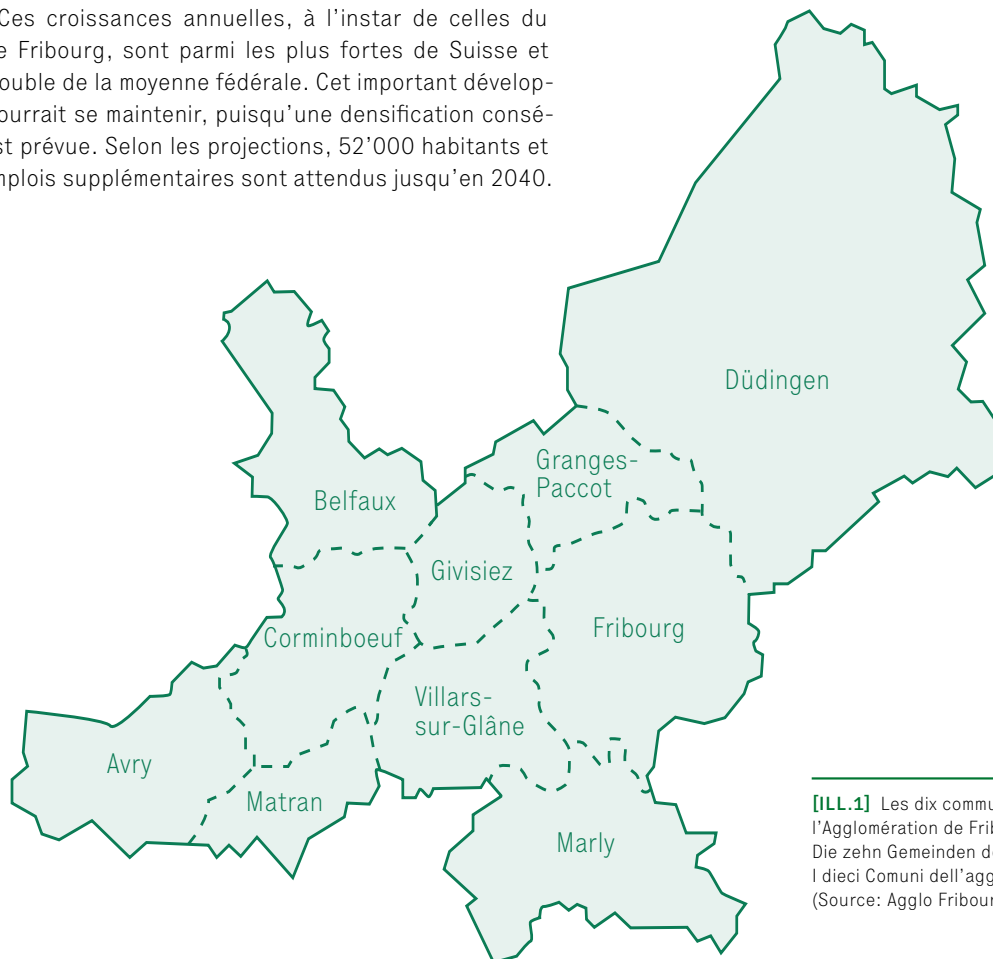 Ces croissances annuelles, à l’instar de celles du
e Fribourg, sont parmi les plus fortes de Suisse et
ouble de la moyenne fédérale. Cet important dévelop-
ourrait se maintenir, puisqu’une densification consé-
st prévue. Selon les projections, 52’000 habitants et
mplois supplémentaires sont attendus jusqu’en 2040.
Düdingen
Granges-
Paccot
Belfaux
Givisiez
Fribourg
Corminboeuf
Villars-
sur-Glâne
Avry
Matran
Marly
[ILL.1] Les dix commu
l’Agglomération de Frib
Die zehn Gemeinden d
I dieci Comuni dell’agg
(Source: Agglo Fribour